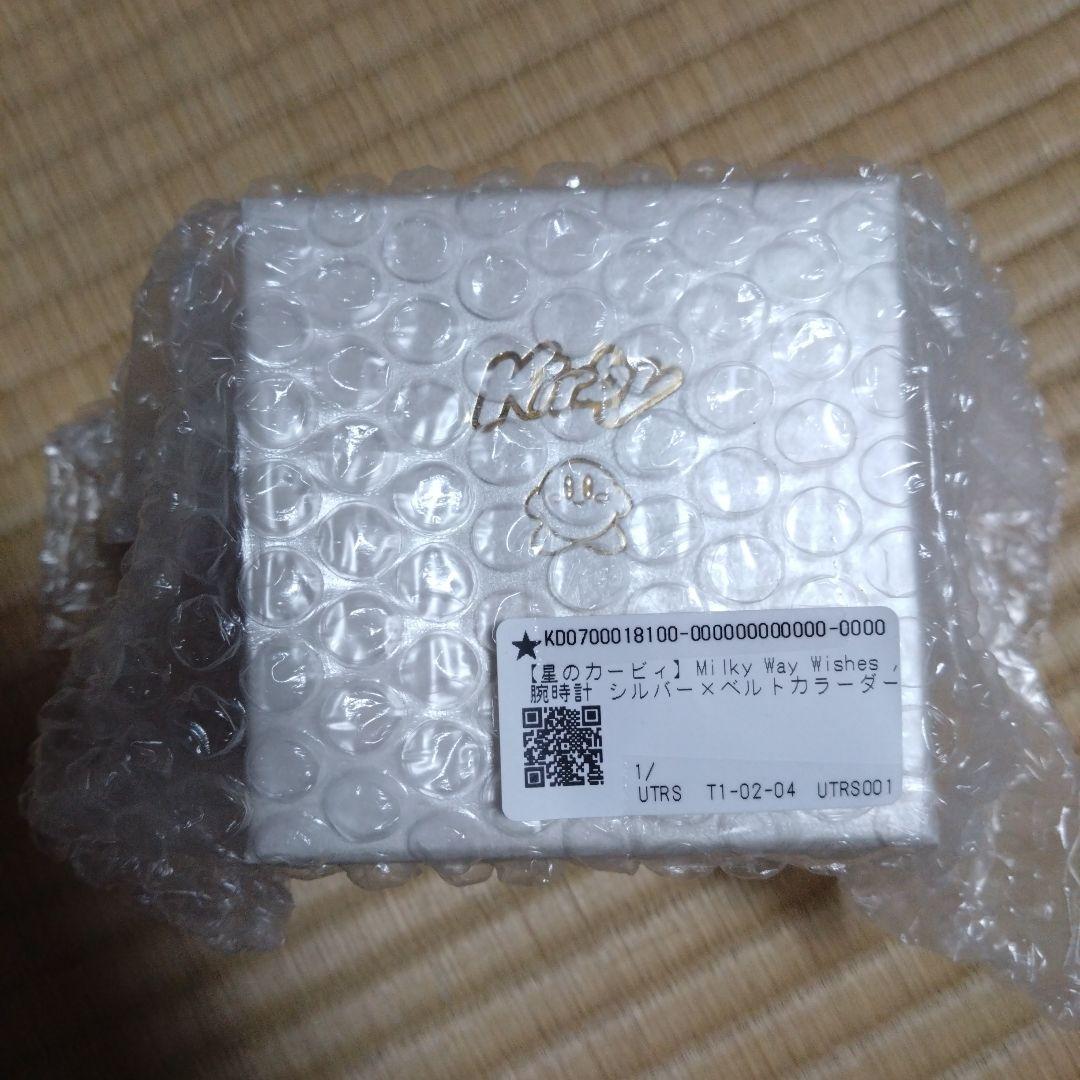 Kirby
★KD0700018100-000000000000-0000
【星のカービィ】Milky Way Wishes
腕時計 シルバー×ベルトカラーダー
1/
UTRS T1-02-04 UTRS001